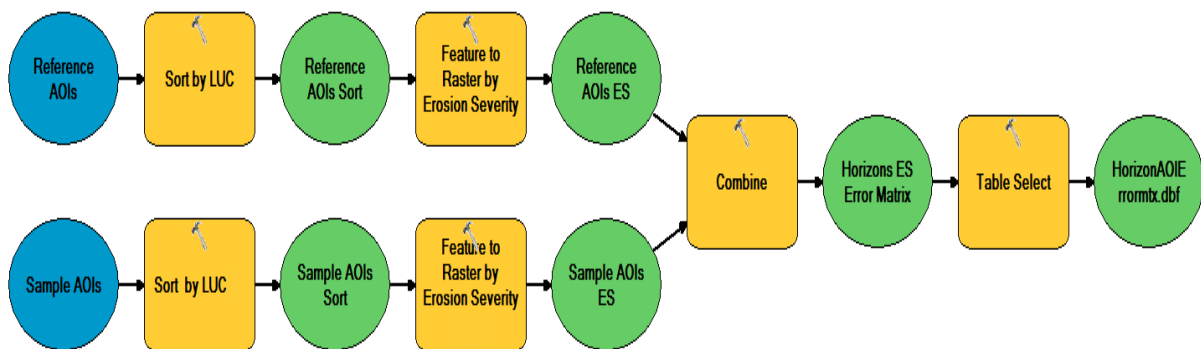 Reference
AOIs
Sort by LUC
Reference
AOIs Sort
Feature to
Raster by
Erosion Severity
Reference
AOIs ES
Combine
Horizons ES
Error Matrix
Table Select
HorizonAOIE
rrormtx.dbf
Sample AOIs
Sort by LUC
Sample AOIs
Sort
Feature to
Raster by
Erosion Severity
Sample AOIs
ES